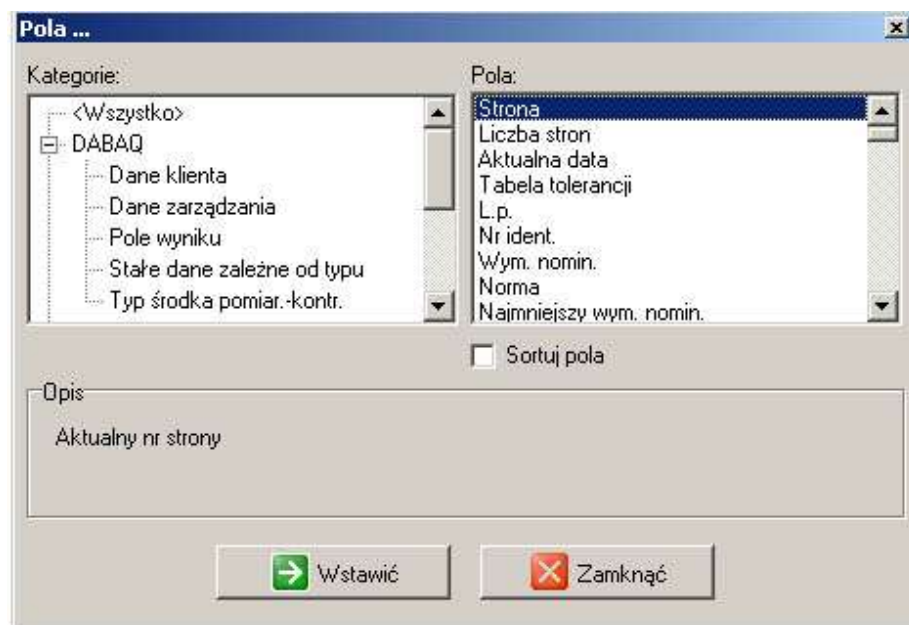 Pola ...
Kategorie:
<Wszystko>
DABAQ
Dane klienta
Dane zarządzania
Pole wyniku
Stałe dane zależne od typu
Typ środka pomiar.-kontr.
Pola:
Strona
Liczba stron
Aktualna data
Tabela tolerancji
L.p.
Nr ident.
Wym. nomin.
Norma
Najmniejszy wym. nomin.
Sortuj pola
Opis
Aktualny nr strony
Wstawić
Zamknąć